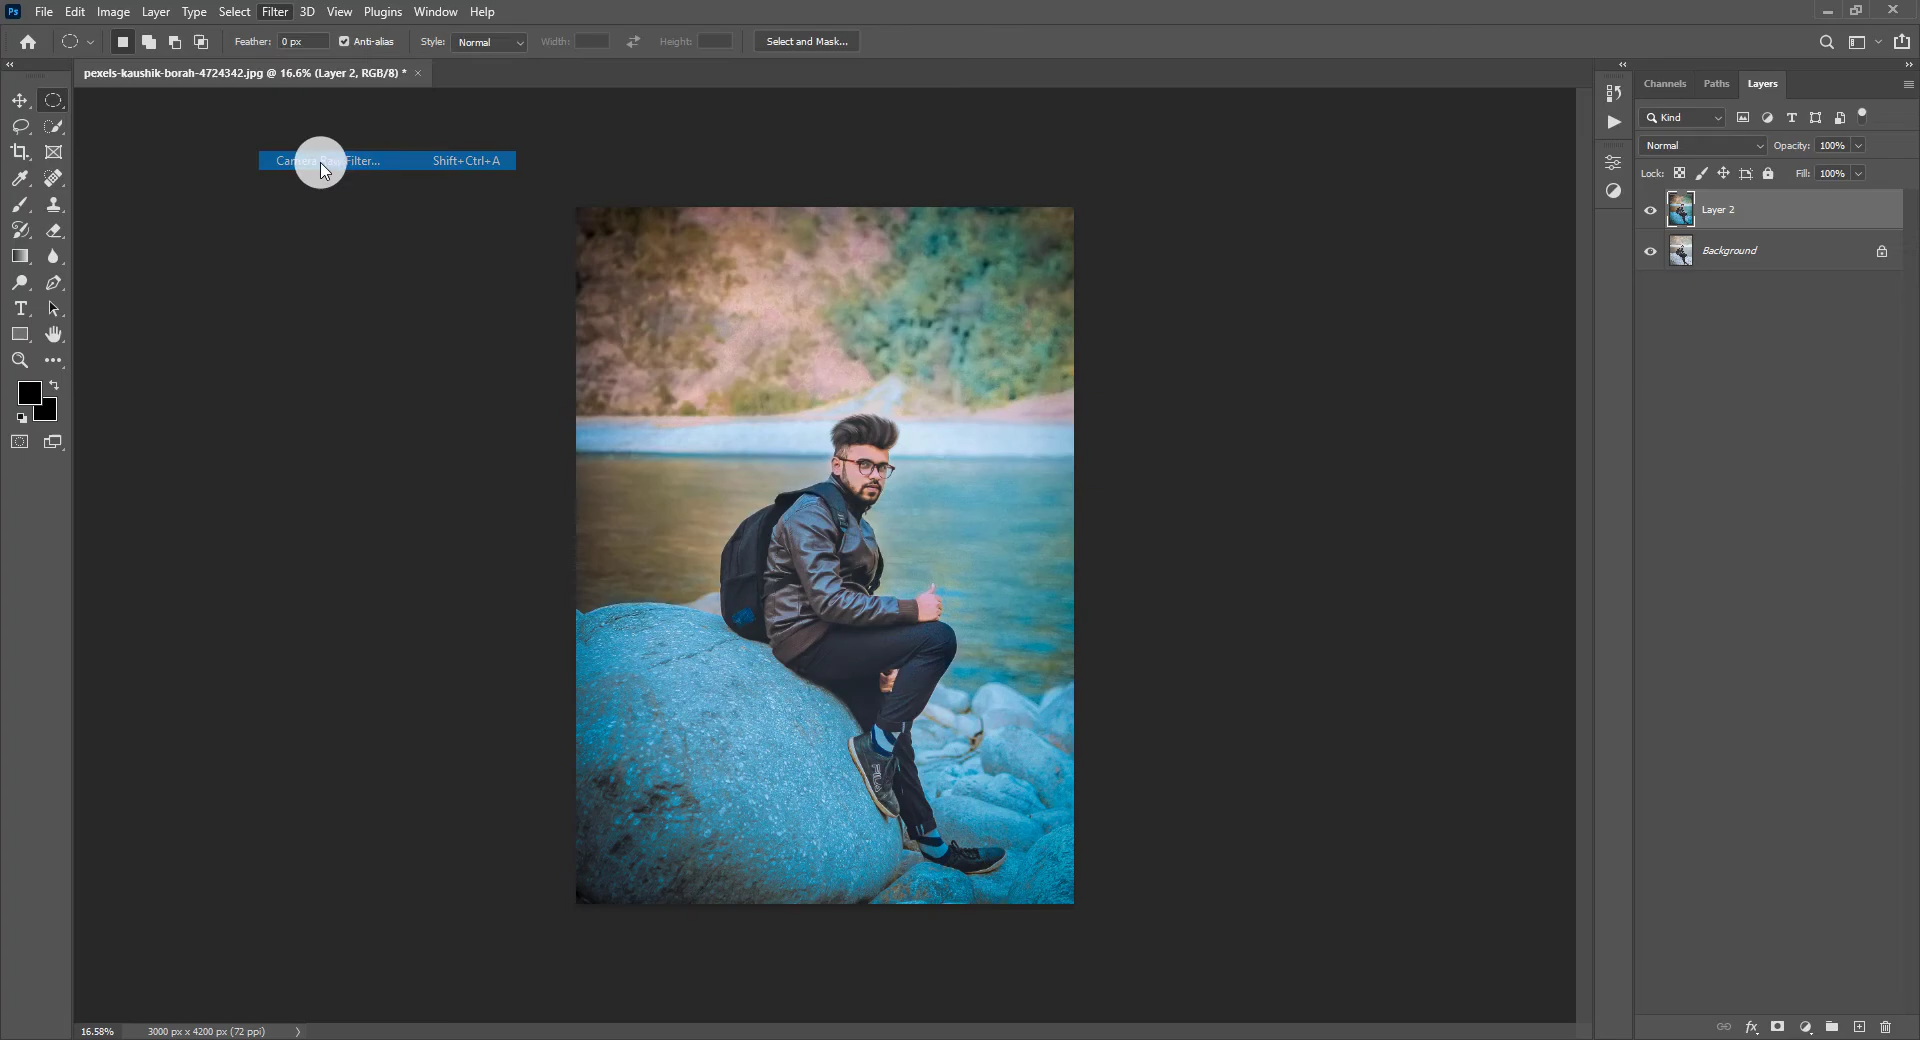 Ps File Edit Image Layer Type Select Filter 3D View Plugins Window Help
Feather: 0 px Anti-alias Style: Normal Width: Height: Select and Mask...
pexels-kaushik-borah-4724342.jpg @ 16.6% (Layer 2, RGB/8) * ×
Camera Raw Filter... Shift+Ctrl+A
Channels Paths Layers
Kind
Normal Opacity: 100%
Lock: Fill: 100%
Layer 2
Background
FILA
16.58% 3000 px x 4200 px (72 ppi)